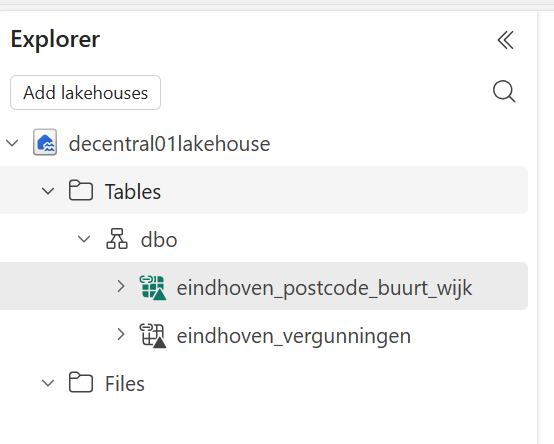 Explorer
Add lakehouses
decentral01lakehouse
Tables
dbo
eindhoven_postcode_buurt_wijk
eindhoven_vergunningen
Files